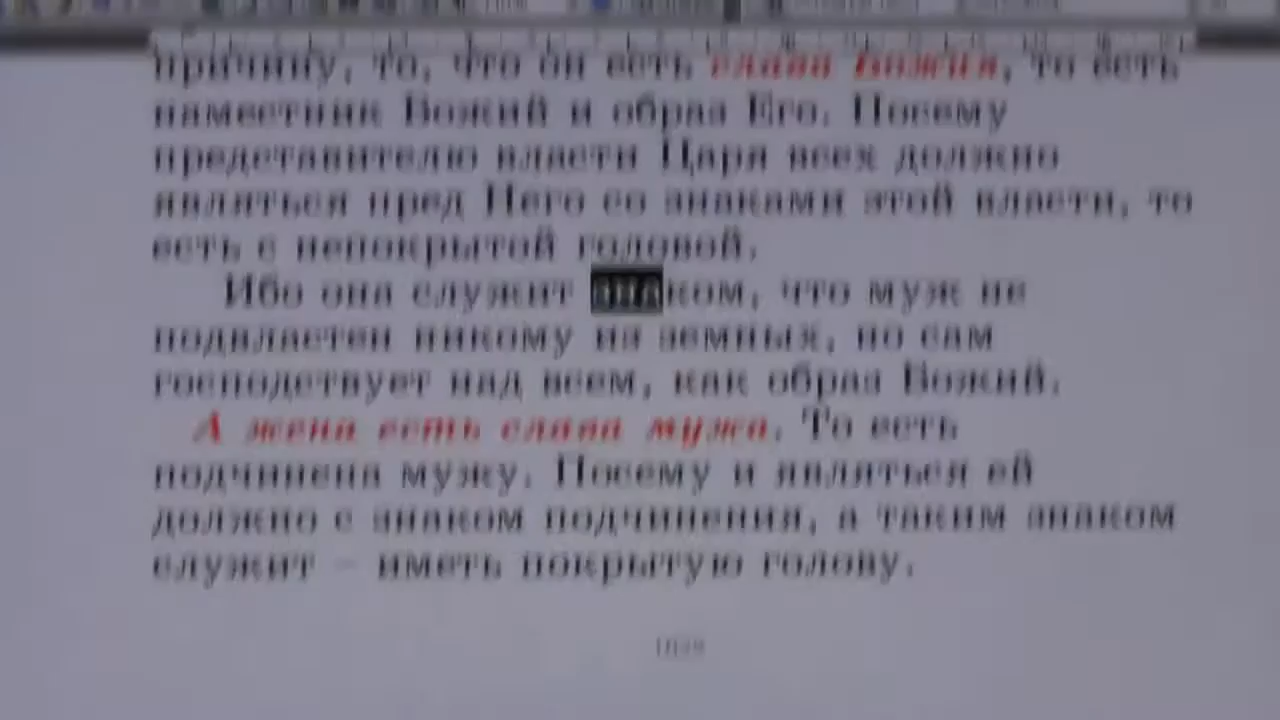 причину, то, что он есть слава Божия, то есть
наместник Божий и образ Его. Посему
представителю власти Царя всех должно
являться пред Него со знаками этой власти, то
есть с непокрытой головой.
Ибо она служит знаком, что муж не
подвластен никому из земных, но сам
господствует над всем, как образ Божий.
А жена есть слава мужа. То есть
подчинена мужу. Посему и являться ей
должно с знаком подчинения, а таким знаком
служит – иметь покрытую голову.